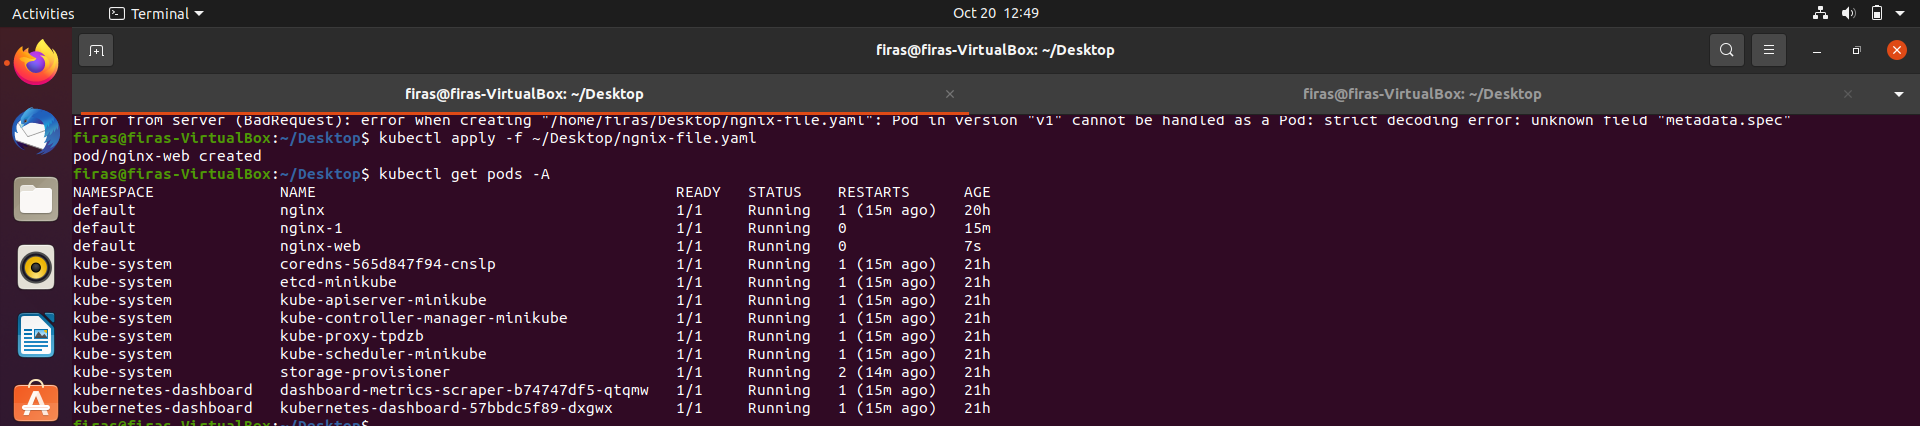 Activities Terminal Oct 20 12:49
firas@firas-VirtualBox: ~/Desktop
firas@firas-VirtualBox: ~/Desktop firas@firas-VirtualBox: ~/Desktop
Error from server (BadRequest): error when creating "/home/firas/Desktop/ngnix-file.yaml": Pod in version "v1" cannot be handled as a Pod: strict decoding error: unknown field "metadata.spec"
firas@firas-VirtualBox:~/Desktop$ kubectl apply -f ~/Desktop/ngnix-file.yaml
pod/nginx-web created
firas@firas-VirtualBox:~/Desktop$ kubectl get pods -A
NAMESPACE NAME READY STATUS RESTARTS AGE
default nginx 1/1 Running 1 (15m ago) 20h
default nginx-1 1/1 Running 0 15m
default nginx-web 1/1 Running 0 7s
kube-system coredns-565d847f94-cnslp 1/1 Running 1 (15m ago) 21h
kube-system etcd-minikube 1/1 Running 1 (15m ago) 21h
kube-system kube-apiserver-minikube 1/1 Running 1 (15m ago) 21h
kube-system kube-controller-manager-minikube 1/1 Running 1 (15m ago) 21h
kube-system kube-proxy-tpdzb 1/1 Running 1 (15m ago) 21h
kube-system kube-scheduler-minikube 1/1 Running 1 (15m ago) 21h
kube-system storage-provisioner 1/1 Running 2 (14m ago) 21h
kubernetes-dashboard dashboard-metrics-scraper-b74747df5-qtqmw 1/1 Running 1 (15m ago) 21h
kubernetes-dashboard kubernetes-dashboard-57bbdc5f89-dxgwx 1/1 Running 1 (15m ago) 21h
firas@firas-VirtualBox:~/Desktop$